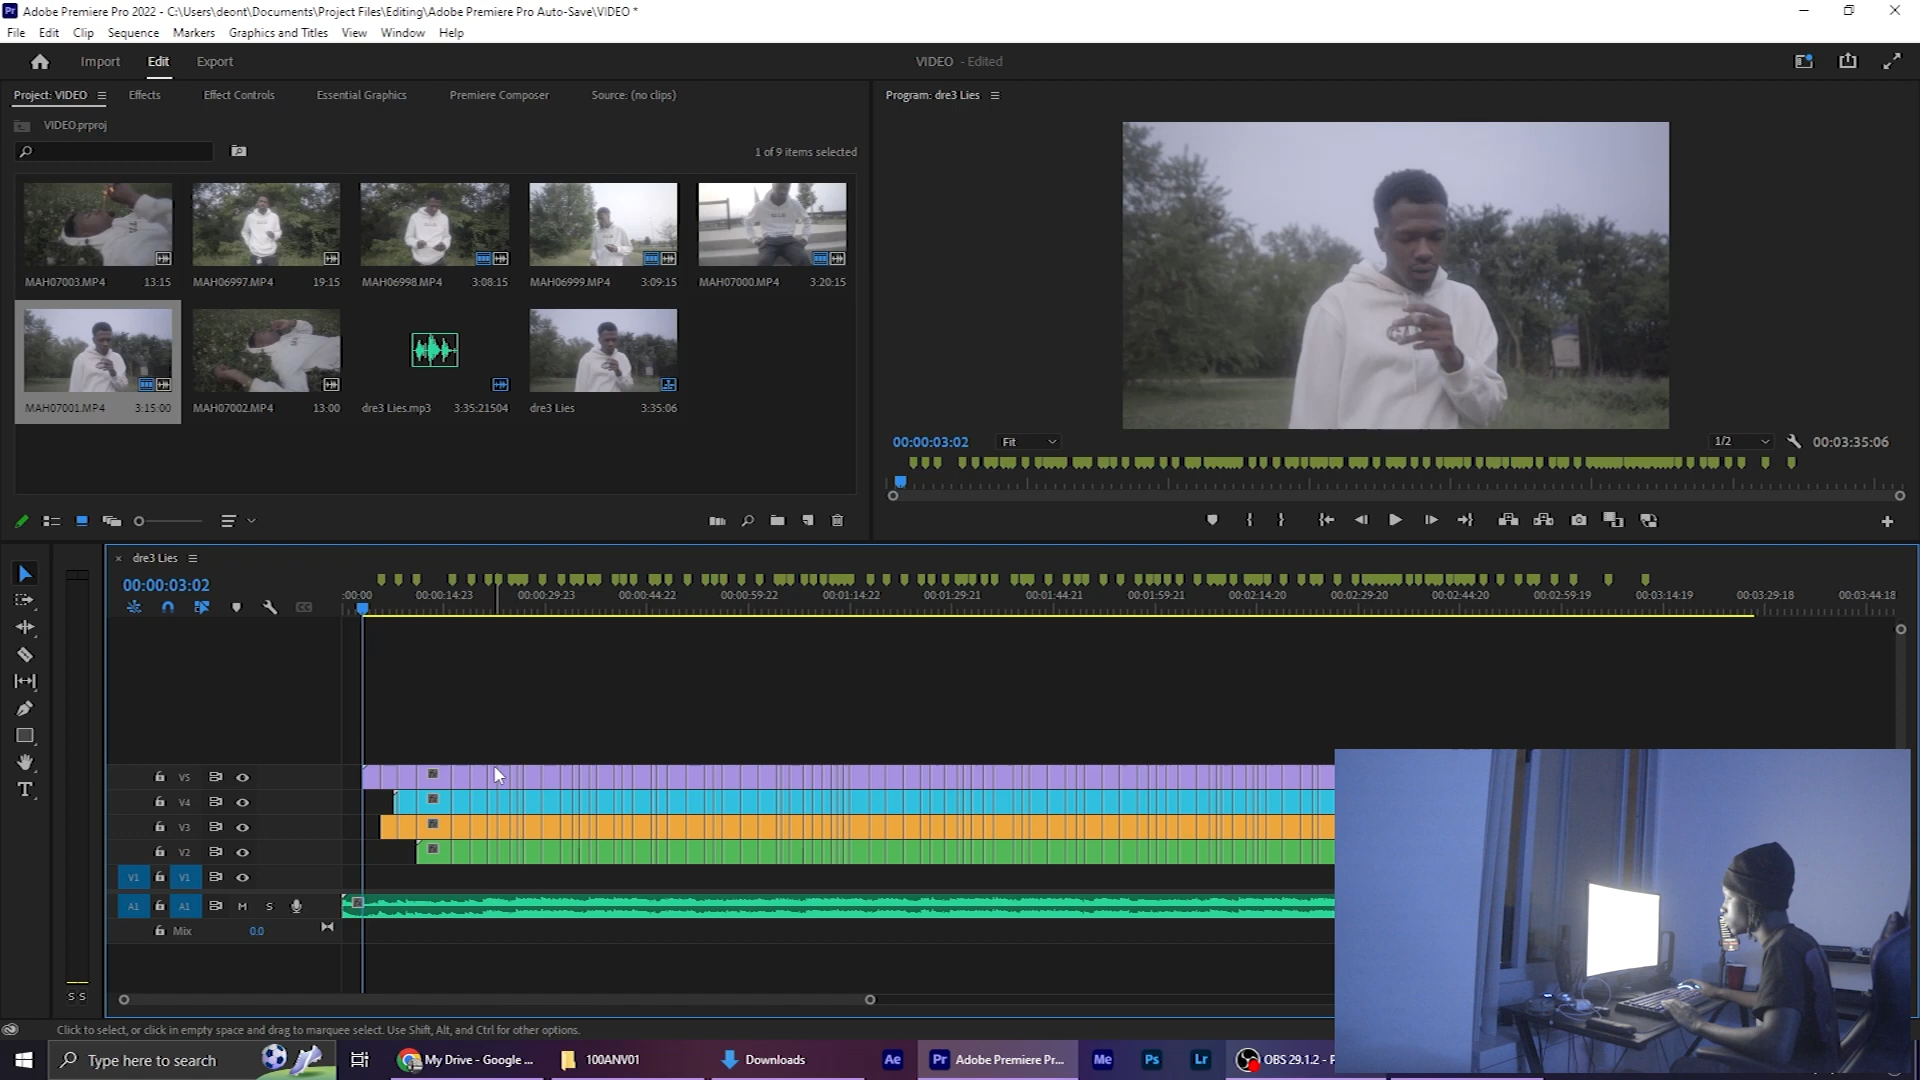 Pr Adobe Premiere Pro 2022 - C:\Users\deont\Documents\Project Files\Editing\Adobe Premiere Pro Auto-Save\VIDEO *
File Edit Clip Sequence Markers Graphics and Titles View Window Help
Import Edit Export VIDEO - Edited
Project: VIDEO Effects Effect Controls Essential Graphics Premiere Composer Source: (no clips) Program: dre3 Lies
VIDEO.prproj
1 of 9 items selected
MAH07003.MP4 13:15 MAH06997.MP4 19:15 MAH06998.MP4 3:08:15 MAH06999.MP4 3:09:15 MAH07000.MP4 3:20:15
MAH07001.MP4 3:15:00 MAH07002.MP4 13:00 dre3 Lies.mp3 3:35:21504 dre3 Lies 3:35:06
00:00:03:02 Fit 1/2 00:03:35:06
× dre3 Lies
00:00:03:02
:00:00 00:00:14:23 00:00:29:23 00:00:44:22 00:00:59:22 00:01:14:22 00:01:29:21 00:01:44:21 00:01:59:21 00:02:14:20 00:02:29:20 00:02:44:20 00:02:59:19 00:03:14:19 00:03:29:18 00:03:44:18
V5
V4
V3
V2
V1 V1
A1 A1 M S
Mix 0.0
S S
Click to select, or click in empty space and drag to marquee select. Use Shift, Alt, and Ctrl for other options.
Type here to search My Drive - Google ... 100ANV01 Downloads Ae Pr Adobe Premiere Pr... Me Ps Lr OBS 29.1.2 - P